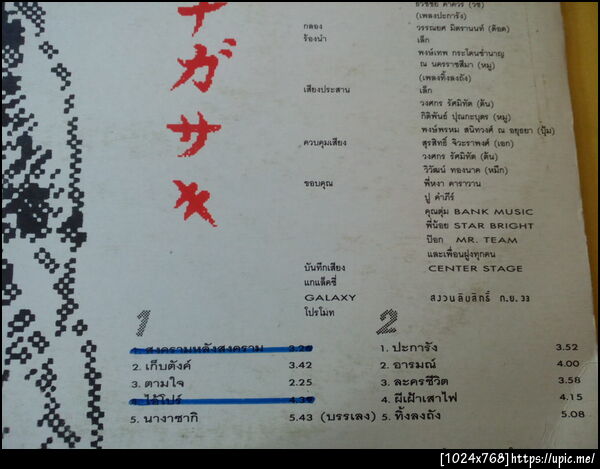 ナガサキ
ธวัชชัย คำควร (วัช)
(เพลงปะการัง)
กลอง วรรณยศ มิตรานนท์ (ต๊อด)
ร้องนำ เล็ก
พงษ์เทพ กระโดนชำนาญ
ณ นครราชสีมา (หมู)
(เพลงทิ้งลงถัง)
เสียงประสาน เล็ก
วงศกร รัศมิทัต (ต้น)
กิติพันธ์ ปุณกะบุตร (หมู)
พงษ์พรหม สนิทวงศ์ ณ อยุธยา (ปุ้ม)
ควบคุมเสียง สุรสิทธิ์ จิวะราพงศ์ (เอก)
วงศกร รัศมิทัต (ต้น)
วิวัฒน์ ทองนาค (หมึก)
ขอบคุณ พี่หงา คาราวาน
ปู คำภีร์
คุณตุ่ม BANK MUSIC
พี่น้อย STAR BRIGHT
ป๊อก MR. TEAM
และเพื่อนฝูงทุกคน
บันทึกเสียง CENTER STAGE
แกแล็คซี่
GALAXY สงวนลิขสิทธิ์ ก.ย. 33
โปรโมท
1
1. สงครามหลังสงคราม
2. เก็บตังค์ 3.42
3. ตามใจ 2.25
4. ไอ้โปร์ 4.39
5. นางาซากิ 5.43 (บรรเลง)
2
1. ปะการัง 3.52
2. อารมณ์ 4.00
3. ละครชีวิต 3.58
4. ผีเฝ้าเสาไฟ 4.15
5. ทิ้งลงถัง 5.08
[1024x768]https://upic.me/